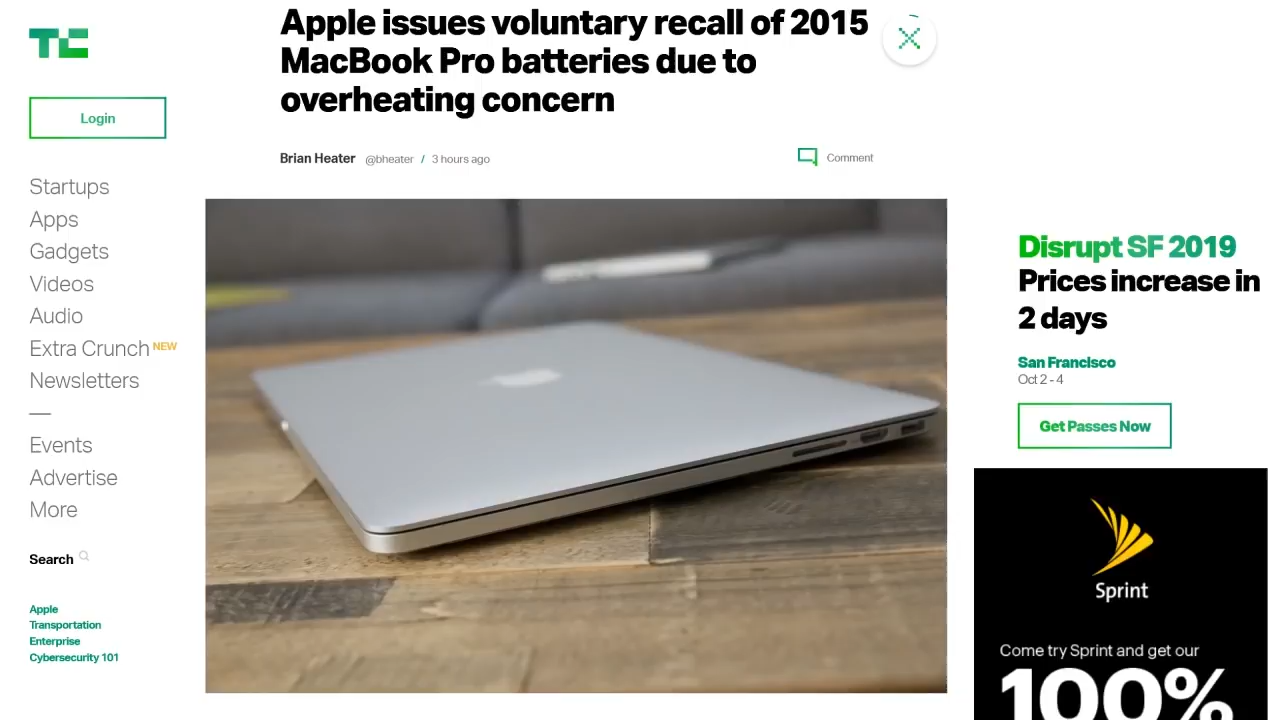 TC
Login
Startups
Apps
Gadgets
Videos
Audio
Extra Crunch NEW
Newsletters
—
Events
Advertise
More
Search
Apple
Transportation
Enterprise
Cybersecurity 101
Apple issues voluntary recall of 2015
MacBook Pro batteries due to
overheating concern
Brian Heater @bheater / 3 hours ago
Comment
Disrupt SF 2019
Prices increase in
2 days
San Francisco
Oct 2 - 4
Get Passes Now
Sprint
Come try Sprint and get our
100%